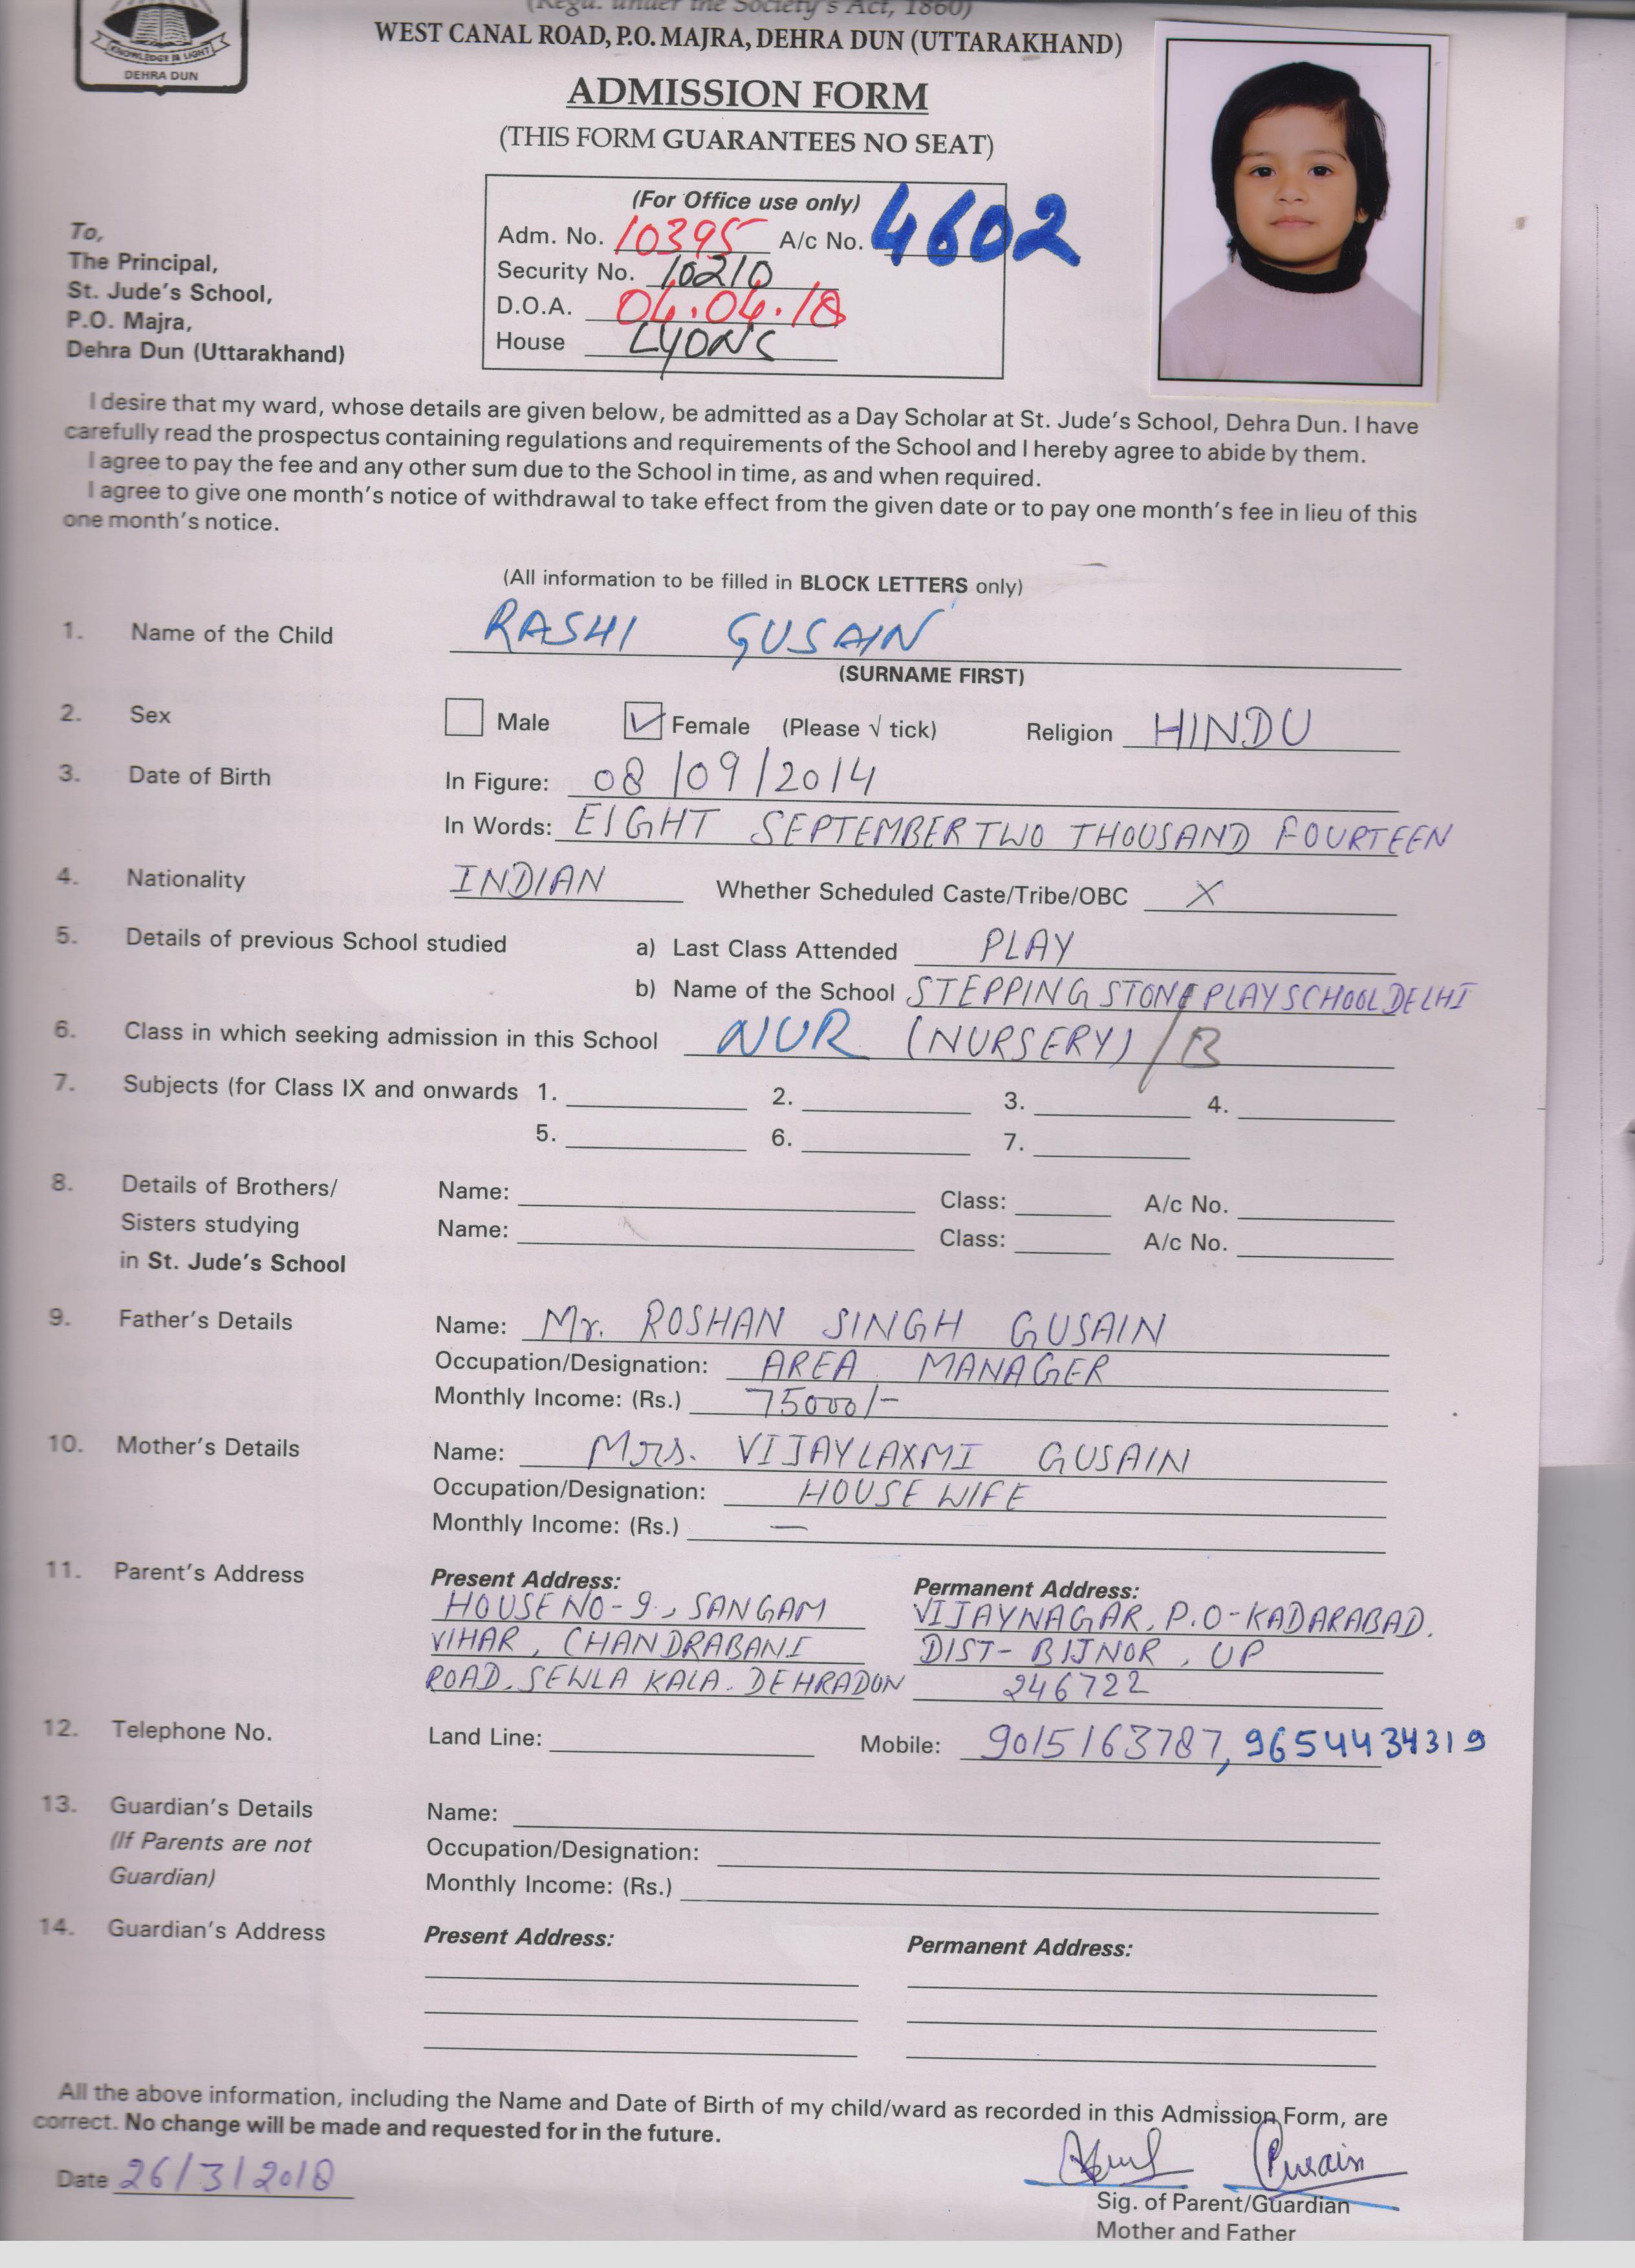 (Regd. under the Society's Act, 1860)
WEST CANAL ROAD, P.O. MAJRA, DEHRA DUN (UTTARAKHAND)
KNOWLEDGE IS LIGHT
DEHRA DUN
ADMISSION FORM
(THIS FORM GUARANTEES NO SEAT)
(For Office use only)
Adm. No. 10395 A/c No. 4602
Security No. 10210
D.O.A. 04.04.18
House LYONS
To,
The Principal,
St. Jude's School,
P.O. Majra,
Dehra Dun (Uttarakhand)
I desire that my ward, whose details are given below, be admitted as a Day Scholar at St. Jude's School, Dehra Dun. I have
carefully read the prospectus containing regulations and requirements of the School and I hereby agree to abide by them.
I agree to pay the fee and any other sum due to the School in time, as and when required.
I agree to give one month's notice of withdrawal to take effect from the given date or to pay one month's fee in lieu of this
one month's notice.
(All information to be filled in BLOCK LETTERS only)
1. Name of the Child RASHI GUSAIN
(SURNAME FIRST)
2. Sex Male Female (Please √ tick) Religion HINDU
3. Date of Birth In Figure: 08/09/2014
In Words: EIGHT SEPTEMBER TWO THOUSAND FOURTEEN
4. Nationality INDIAN Whether Scheduled Caste/Tribe/OBC X
5. Details of previous School studied a) Last Class Attended PLAY
b) Name of the School STEPPING STONE PLAY SCHOOL DELHI
6. Class in which seeking admission in this School NUR (NURSERY) / B
7. Subjects (for Class IX and onwards 1. 2. 3. 4.
5. 6. 7.
8. Details of Brothers/ Name: Class: A/c No.
Sisters studying Name: Class: A/c No.
in St. Jude's School
9. Father's Details Name: Mr. ROSHAN SINGH GUSAIN
Occupation/Designation: AREA MANAGER
Monthly Income: (Rs.) 75000/-
10. Mother's Details Name: Mrs. VIJAYLAXMI GUSAIN
Occupation/Designation: HOUSE WIFE
Monthly Income: (Rs.) —
11. Parent's Address Present Address: Permanent Address:
HOUSE NO-9, SANGAM VIJAYNAGAR, P.O-KADARABAD.
VIHAR, CHANDRABANI DIST- BIJNOR, UP
ROAD. SEWLA KALA. DEHRADUN 246722
12. Telephone No. Land Line: Mobile: 9015163787, 9654434319
13. Guardian's Details Name:
(If Parents are not Occupation/Designation:
Guardian) Monthly Income: (Rs.)
14. Guardian's Address Present Address: Permanent Address:
All the above information, including the Name and Date of Birth of my child/ward as recorded in this Admission Form, are
correct. No change will be made and requested for in the future.
Date 26/3/2018
Sig. of Parent/Guardian
Mother and Father